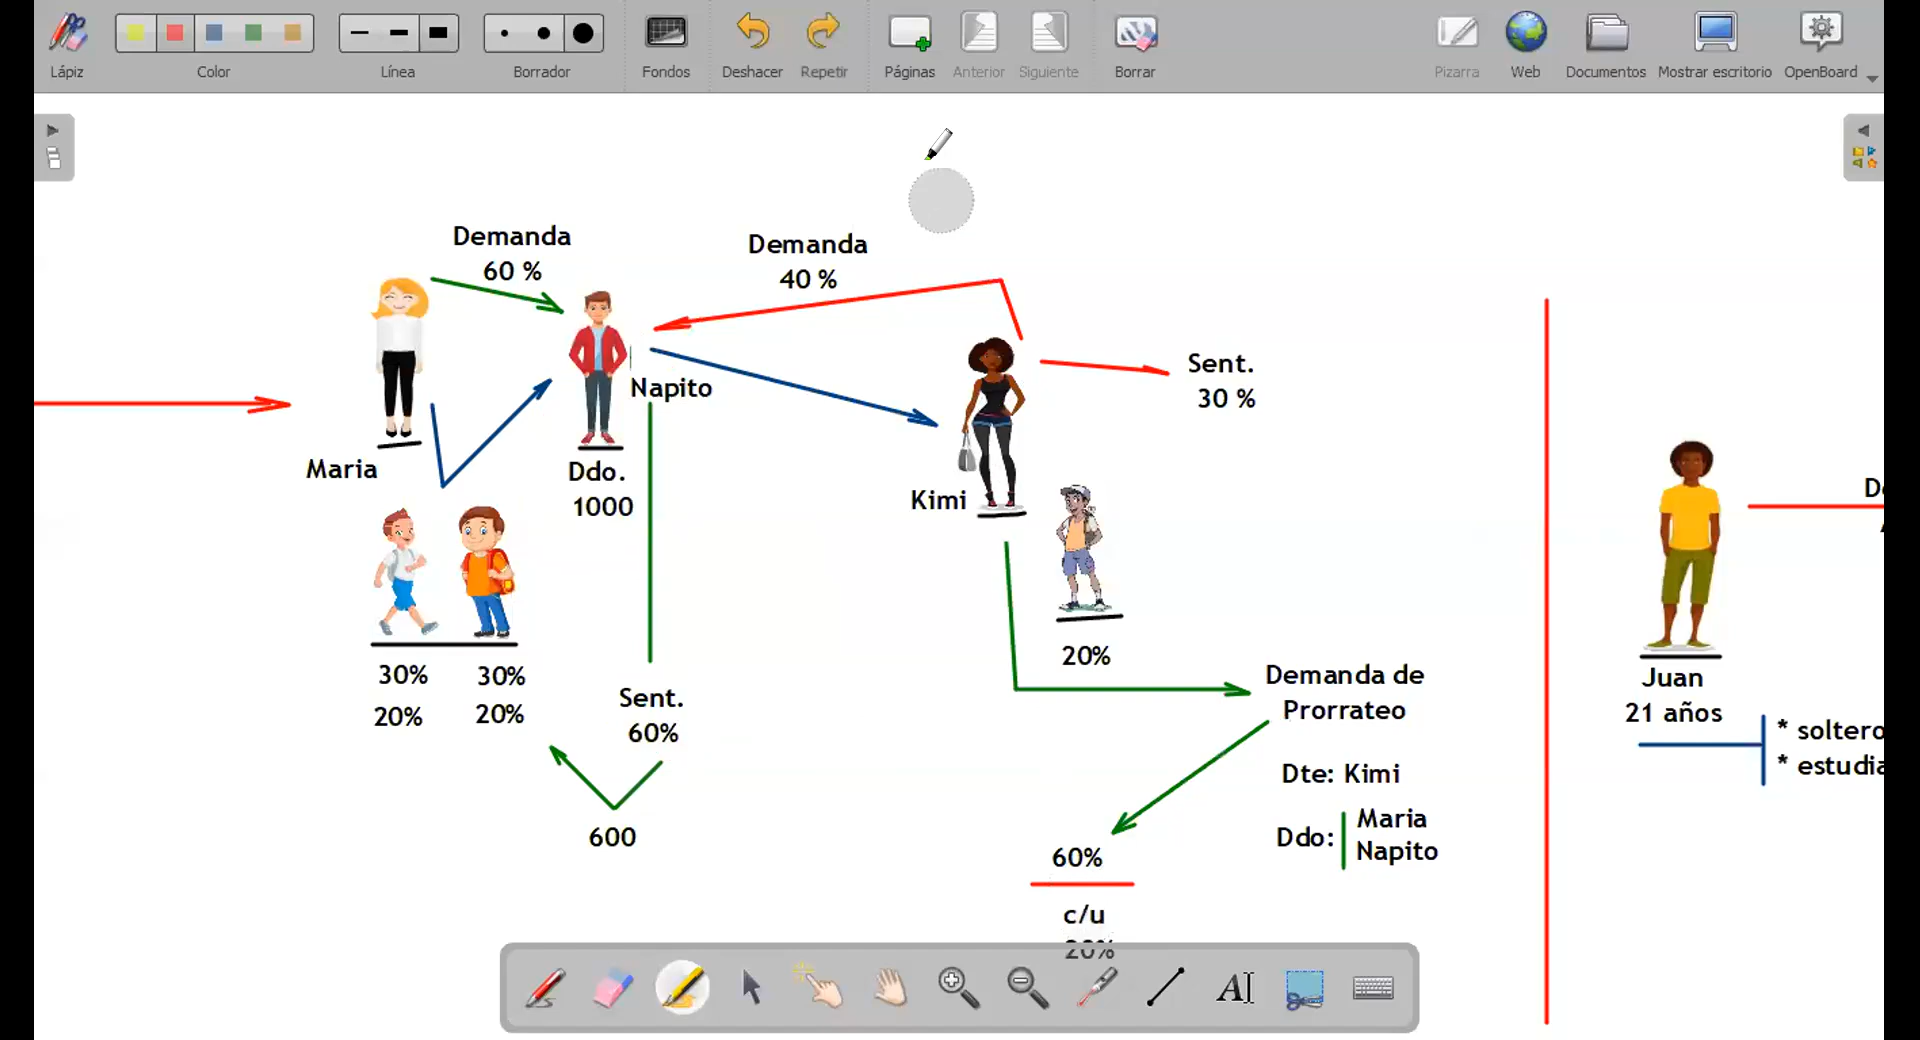 Lápiz
Color
Línea
Borrador
Fondos
Deshacer
Repetir
Páginas
Anterior
Siguiente
Borrar
Pizarra
Web
Documentos
Mostrar escritorio
OpenBoard
Demanda
60 %
Demanda
40 %
Sent.
30 %
Napito
Maria
Ddo.
1000
Kimi
30%
30%
20%
20%
Sent.
60%
600
20%
Demanda de
Prorrateo
Dte: Kimi
Ddo:
Maria
Napito
60%
c/u
20%
Juan
21 años
* soltero
* estudia
AI